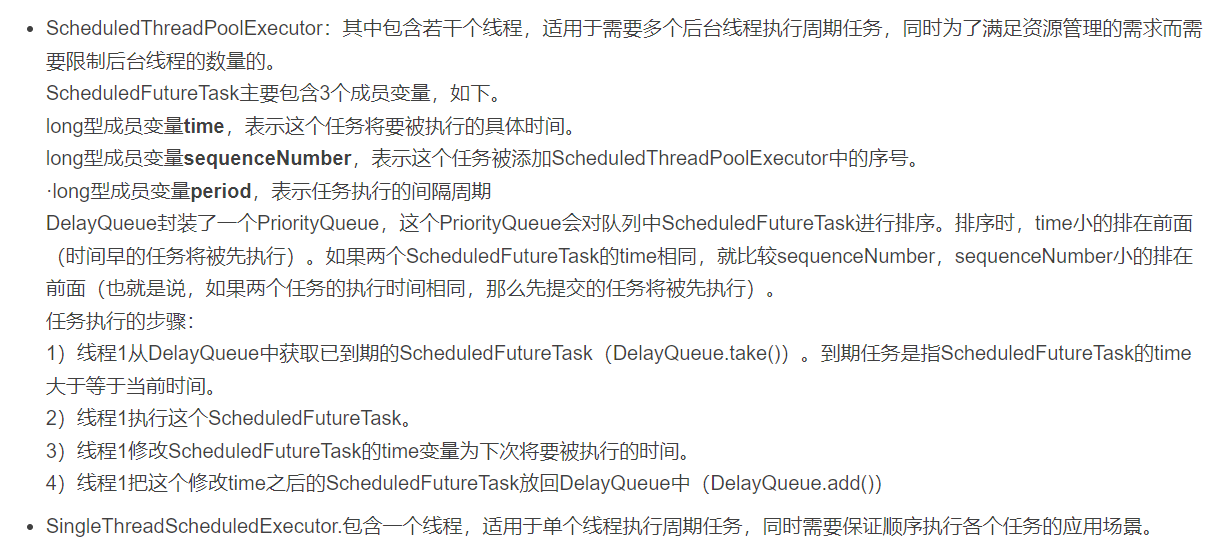 ScheduledThreadPoolExecutor：其中包含若干个线程，适用于需要多个后台线程执行周期任务，同时为了满足资源管理的需求而需
要限制后台线程的数量的。
ScheduledFutureTask主要包含3个成员变量，如下。
long型成员变量time，表示这个任务将要被执行的具体时间。
long型成员变量sequenceNumber，表示这个任务被添加ScheduledThreadPoolExecutor中的序号。
·long型成员变量period，表示任务执行的间隔周期
DelayQueue封装了一个PriorityQueue，这个PriorityQueue会对队列中ScheduledFutureTask进行排序。排序时，time小的排在前面
（时间早的任务将被先执行）。如果两个ScheduledFutureTask的time相同，就比较sequenceNumber，sequenceNumber小的排在
前面（也就是说，如果两个任务的执行时间相同，那么先提交的任务将被先执行）。
任务执行的步骤：
1）线程1从DelayQueue中获取已到期的ScheduledFutureTask（DelayQueue.take()）。到期任务是指ScheduledFutureTask的time
大于等于当前时间。
2）线程1执行这个ScheduledFutureTask。
3）线程1修改ScheduledFutureTask的time变量为下次将要被执行的时间。
4）线程1把这个修改time之后的ScheduledFutureTask放回DelayQueue中（DelayQueue.add()）
SingleThreadScheduledExecutor.包含一个线程，适用于单个线程执行周期任务，同时需要保证顺序执行各个任务的应用场景。